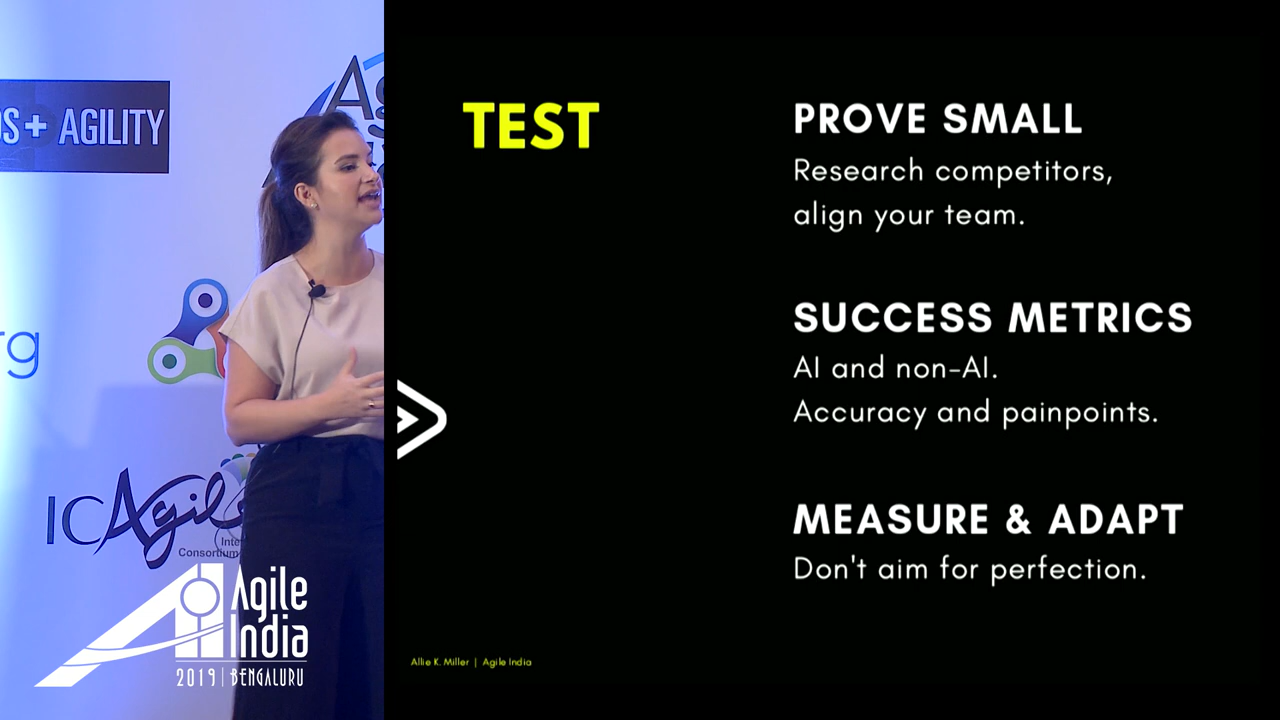 + AGILITY
TEST
PROVE SMALL
Research competitors,
align your team.
SUCCESS METRICS
AI and non-AI.
Accuracy and painpoints.
MEASURE & ADAPT
Don't aim for perfection.
ICAgile
Consortium
Agile
India
2019 | BENGALURU
Allie K. Miller | Agile India